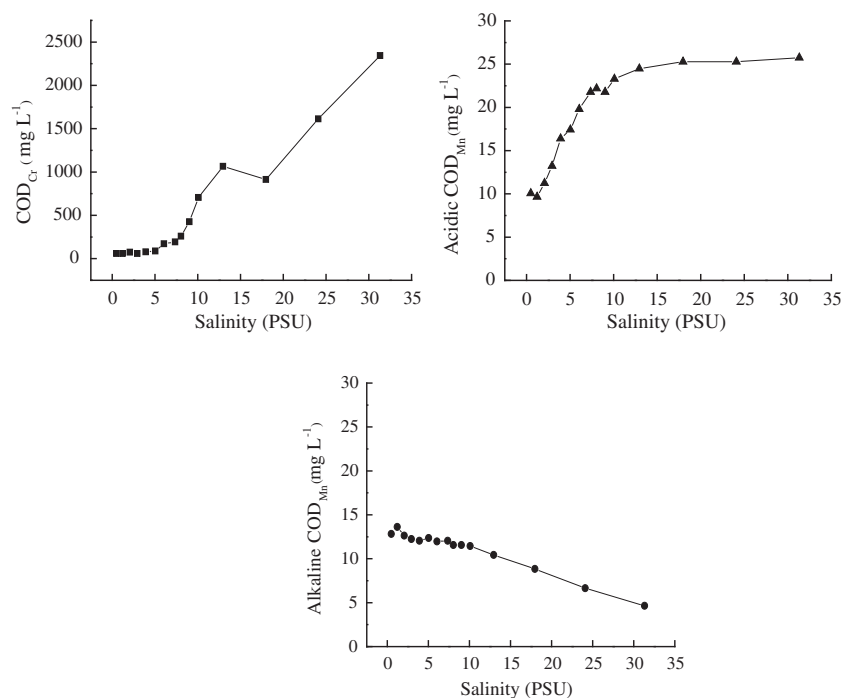 2500
2000
1500
1000
500
0
COD_Cr (mg L^-1)
0 5 10 15 20 25 30 35
Salinity (PSU)
30
25
20
15
10
5
0
Acidic COD_Mn (mg L^-1)
0 5 10 15 20 25 30 35
Salinity (PSU)
30
25
20
15
10
5
0
Alkaline COD_Mn (mg L^-1)
0 5 10 15 20 25 30 35
Salinity (PSU)